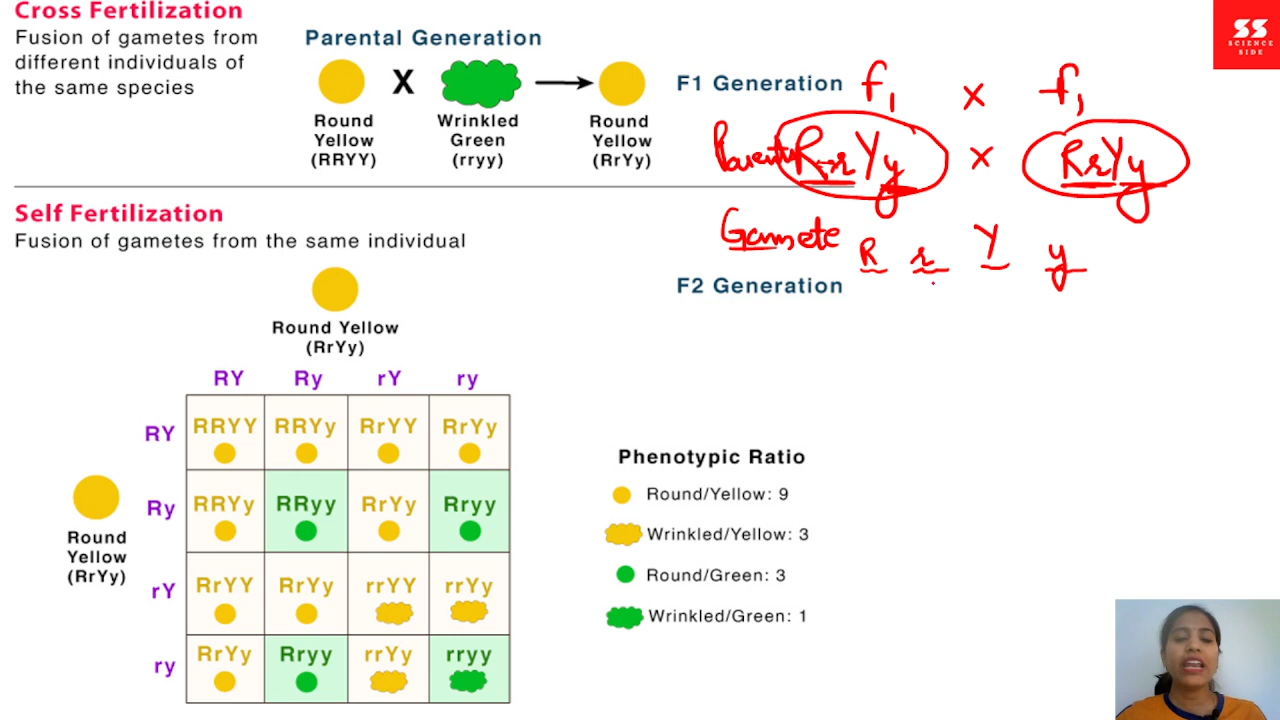 Cross Fertilization
Fusion of gametes from
different individuals of
the same species
Parental Generation
X
Round
Yellow
(RRYY)
Wrinkled
Green
(rryy)
Round
Yellow
(RrYy)
F1 Generation
f1 x f1
RrYy x RrYy
Gammete R r Y y
SS
SCIENCE
SIDE
Self Fertilization
Fusion of gametes from the same individual
F2 Generation
Round Yellow
(RrYy)
RY Ry rY ry
RY RRYY RRYy RrYY RrYy
Ry RRYy RRyy RrYy Rryy
rY RrYY RrYy rrYY rrYy
ry RrYy Rryy rrYy rryy
Round
Yellow
(RrYy)
Phenotypic Ratio
Round/Yellow: 9
Wrinkled/Yellow: 3
Round/Green: 3
Wrinkled/Green: 1